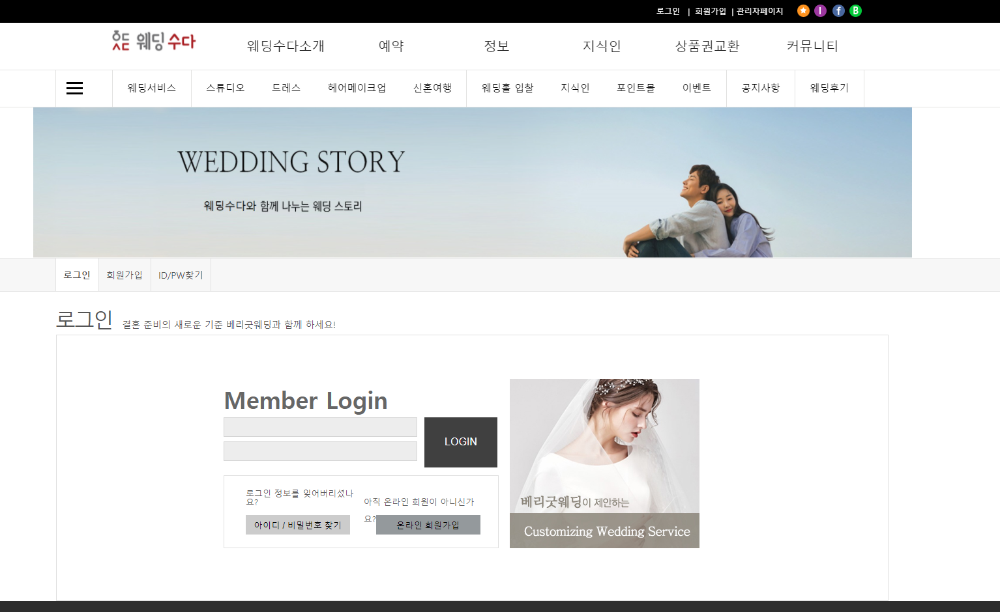 로그인 | 회원가입 | 관리자페이지
I f B
웨딩수다
웨딩수다소개 예약 정보 지식인 상품권교환 커뮤니티
웨딩서비스 스튜디오 드레스 헤어메이크업 신혼여행 웨딩홀 입찰 지식인 포인트몰 이벤트 공지사항 웨딩후기
WEDDING STORY
웨딩수다와 함께 나누는 웨딩 스토리
로그인 회원가입 ID/PW찾기
로그인 결혼 준비의 새로운 기준 베리굿웨딩과 함께 하세요!
Member Login
LOGIN
로그인 정보를 잊어버리셨나
요?
아이디 / 비밀번호 찾기
아직 온라인 회원이 아니신가
요?
온라인 회원가입
베리굿웨딩이 제안하는
Customizing Wedding Service